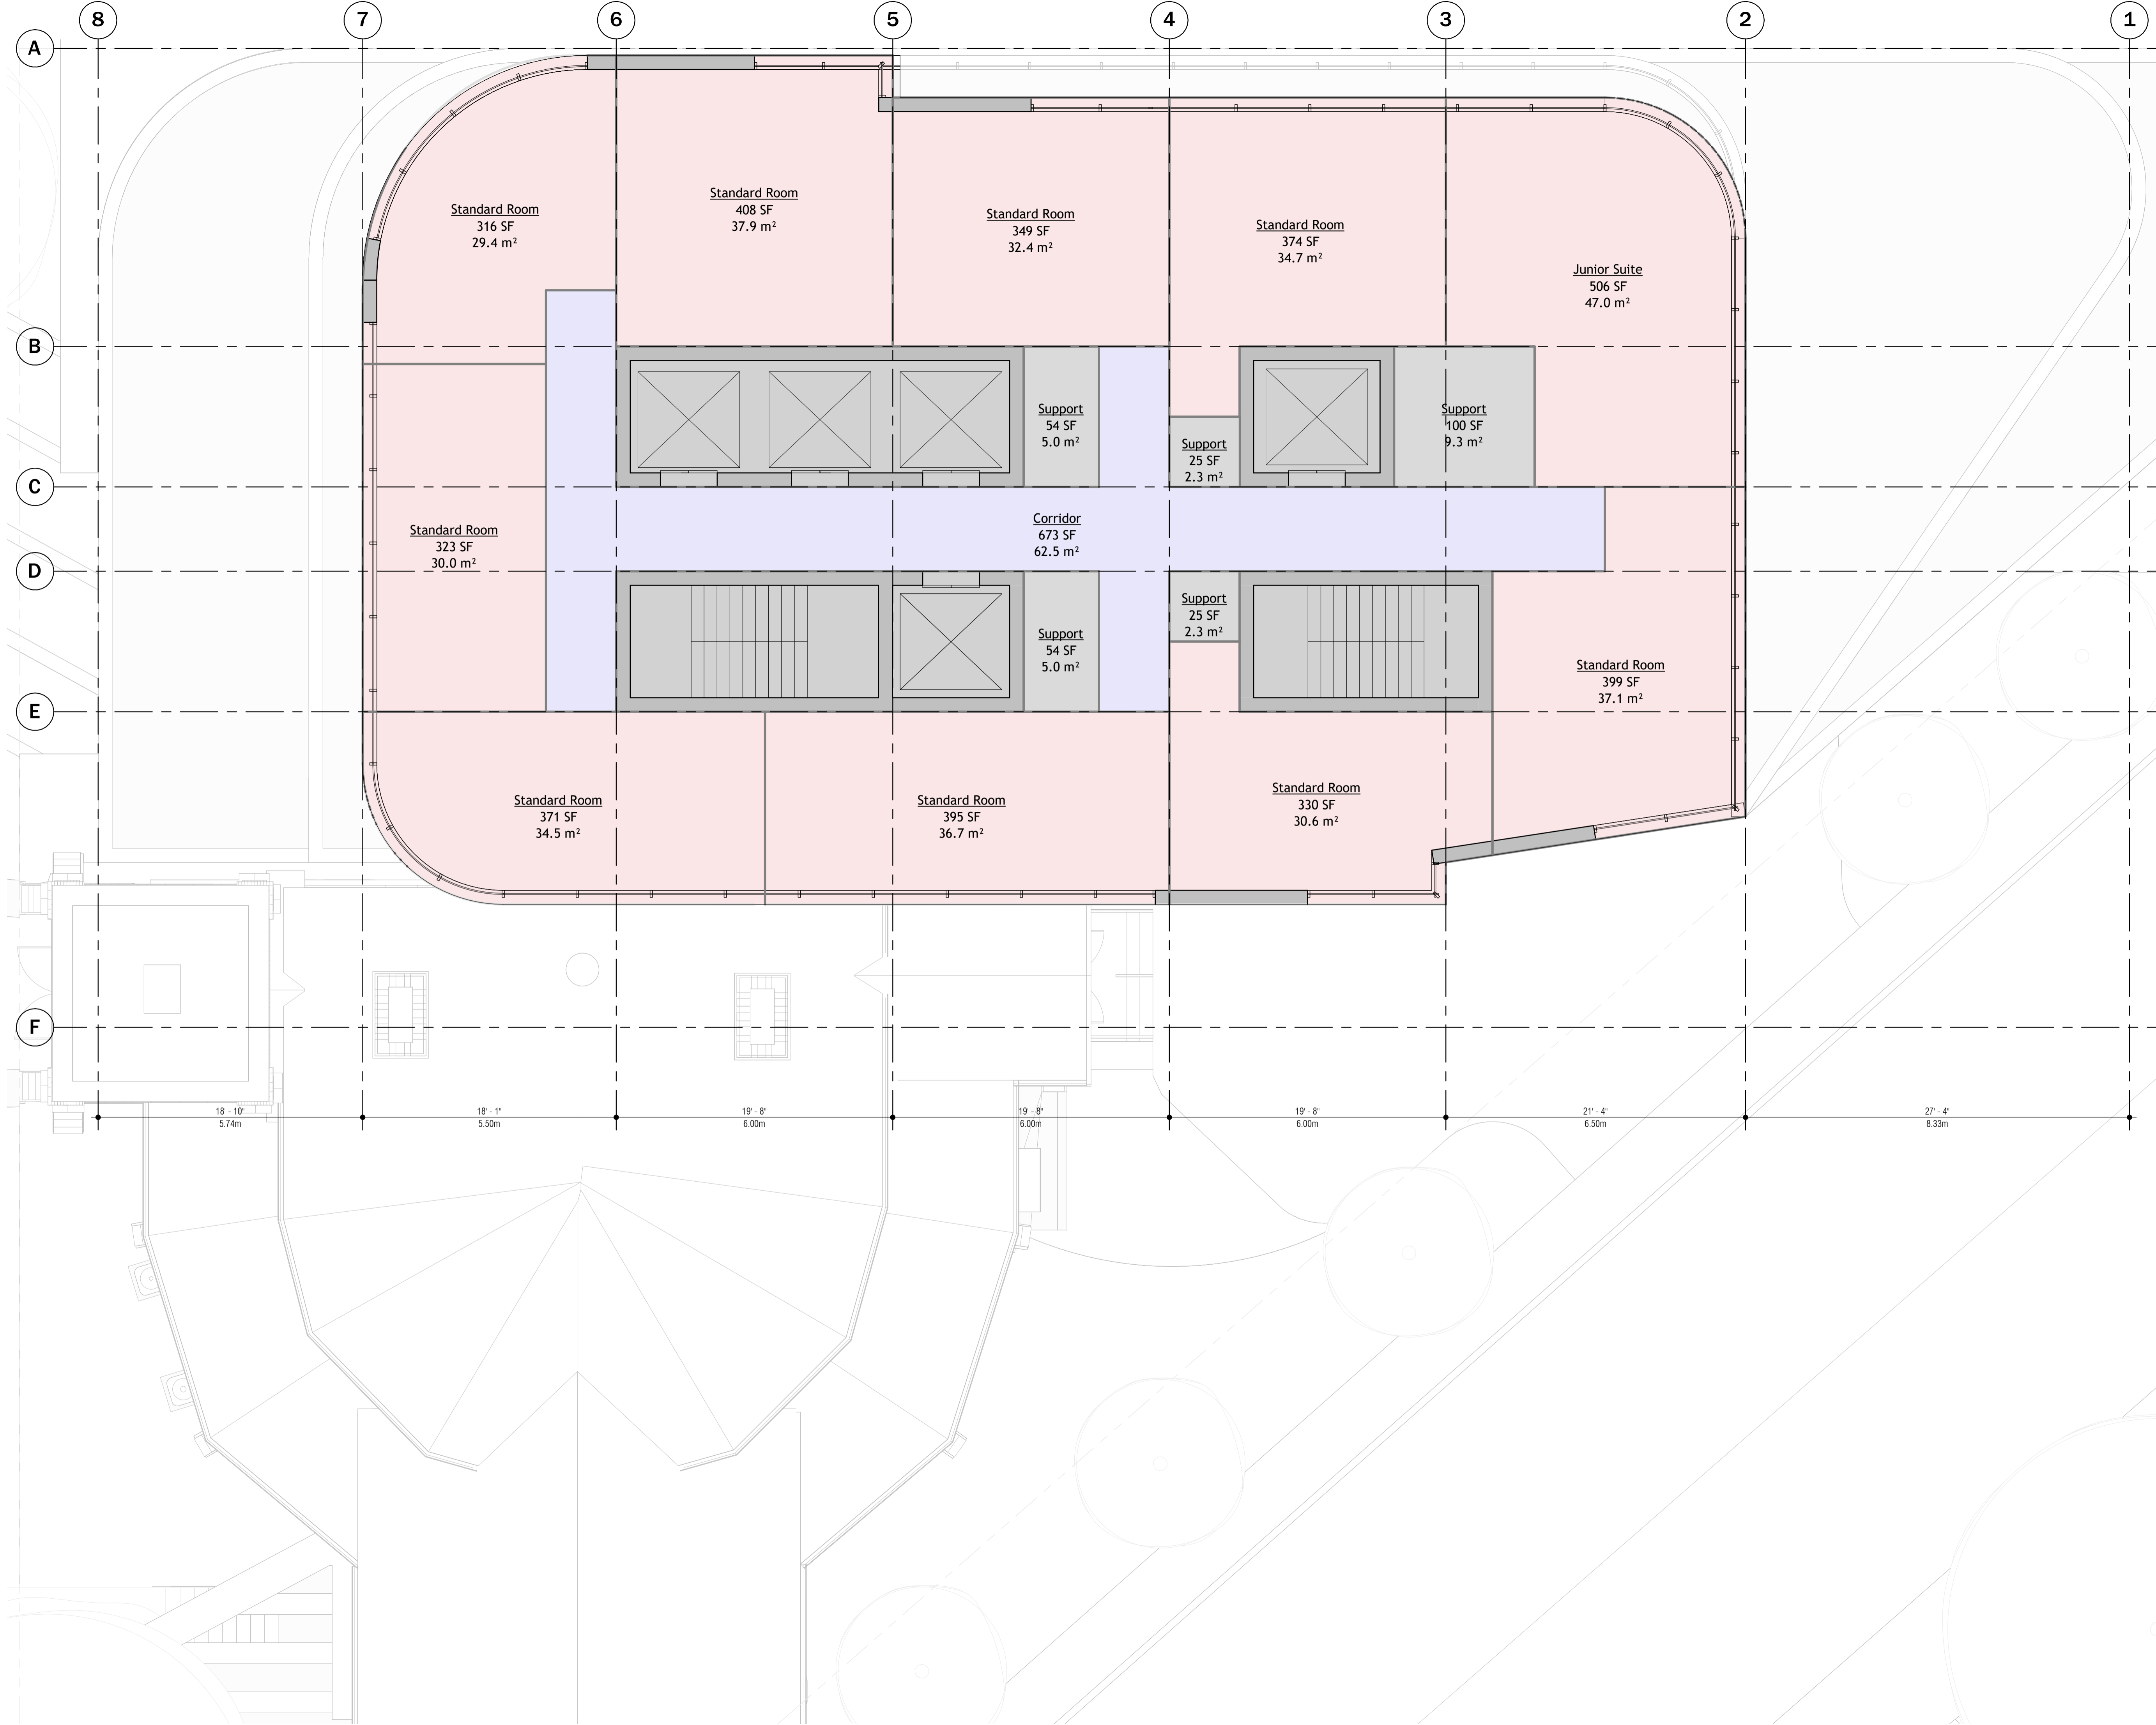 8 7 6 5 4 3 2 1
A
Standard Room
408 SF
37.9 m²
Standard Room
316 SF
29.4 m²
Standard Room
349 SF
32.4 m²
Standard Room
374 SF
34.7 m²
Junior Suite
506 SF
47.0 m²
B
Support
54 SF
5.0 m²
Support
100 SF
9.3 m²
Support
25 SF
2.3 m²
C
Corridor
673 SF
62.5 m²
Standard Room
323 SF
30.0 m²
D
Support
25 SF
2.3 m²
Support
54 SF
5.0 m²
Standard Room
399 SF
37.1 m²
E
Standard Room
330 SF
30.6 m²
Standard Room
371 SF
34.5 m²
Standard Room
395 SF
36.7 m²
F
18' - 10" 18' - 1" 19' - 8" 19' - 8" 19' - 8" 21' - 4" 27' - 4"
5.74m 5.50m 6.00m 6.00m 6.00m 6.50m 8.33m